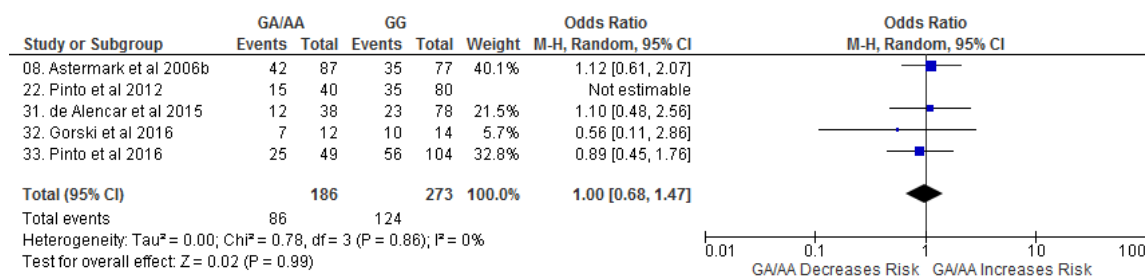 GA/AA GG Odds Ratio Odds Ratio
Study or Subgroup Events Total Events Total Weight M-H, Random, 95% CI M-H, Random, 95% CI
08. Astermark et al 2006b 42 87 35 77 40.1% 1.12 [0.61, 2.07]
22. Pinto et al 2012 15 40 35 80 Not estimable
31. de Alencar et al 2015 12 38 23 78 21.5% 1.10 [0.48, 2.56]
32. Gorski et al 2016 7 12 10 14 5.7% 0.56 [0.11, 2.86]
33. Pinto et al 2016 25 49 56 104 32.8% 0.89 [0.45, 1.76]
Total (95% CI) 186 273 100.0% 1.00 [0.68, 1.47]
Total events 86 124
Heterogeneity: Tau² = 0.00; Chi² = 0.78, df = 3 (P = 0.86); I² = 0%
Test for overall effect: Z = 0.02 (P = 0.99)
0.01 0.1 1 10 100
GA/AA Decreases Risk GA/AA Increases Risk